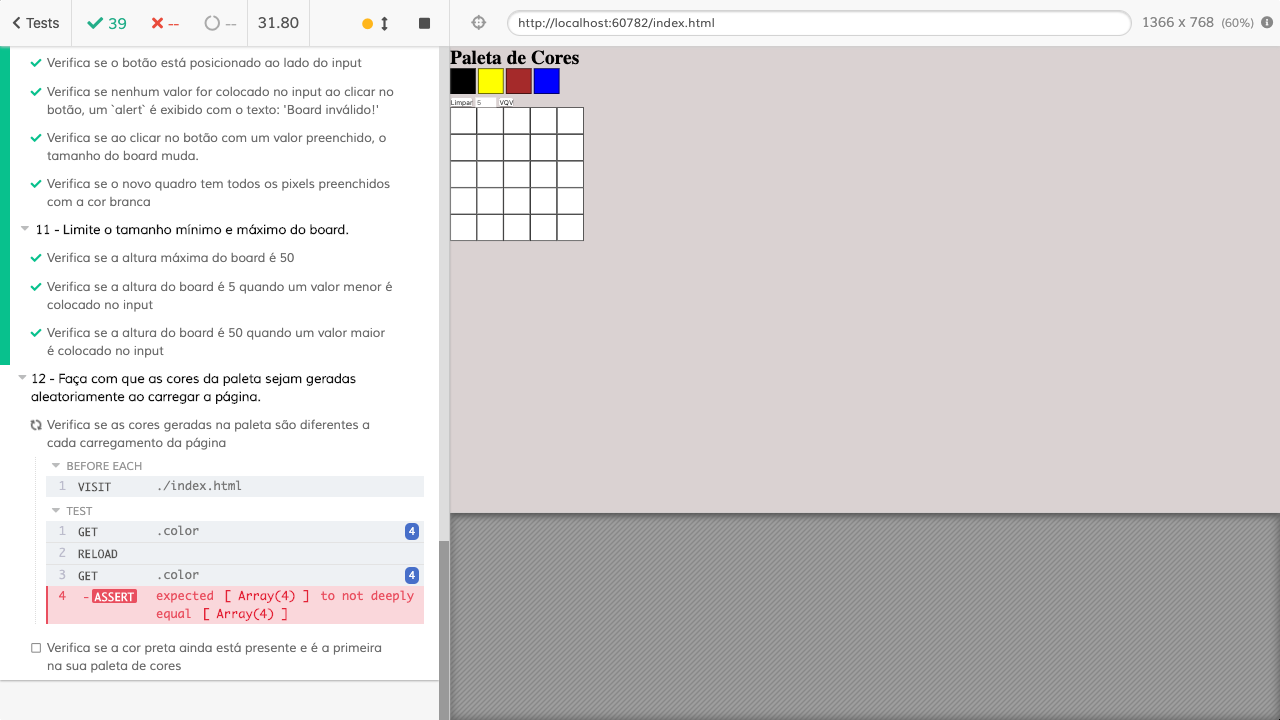 Tests
39
--
--
31.80
http://localhost:60782/index.html
1366 x 768 (60%)
Verifica se o botão está posicionado ao lado do input
Verifica se nenhum valor for colocado no input ao clicar no
botão, um `alert` é exibido com o texto: 'Board inválido!'
Verifica se ao clicar no botão com um valor preenchido, o
tamanho do board muda.
Verifica se o novo quadro tem todos os pixels preenchidos
com a cor branca
11 - Limite o tamanho mínimo e máximo do board.
Verifica se a altura máxima do board é 50
Verifica se a altura do board é 5 quando um valor menor é
colocado no input
Verifica se a altura do board é 50 quando um valor maior
é colocado no input
12 - Faça com que as cores da paleta sejam geradas
aleatoriamente ao carregar a página.
Verifica se as cores geradas na paleta são diferentes a
cada carregamento da página
BEFORE EACH
1 VISIT ./index.html
TEST
1 GET .color 4
2 RELOAD
3 GET .color 4
4 -ASSERT expected [ Array(4) ] to not deeply
equal [ Array(4) ]
Verifica se a cor preta ainda está presente e é a primeira
na sua paleta de cores
Paleta de Cores
Limpar 5 VQV